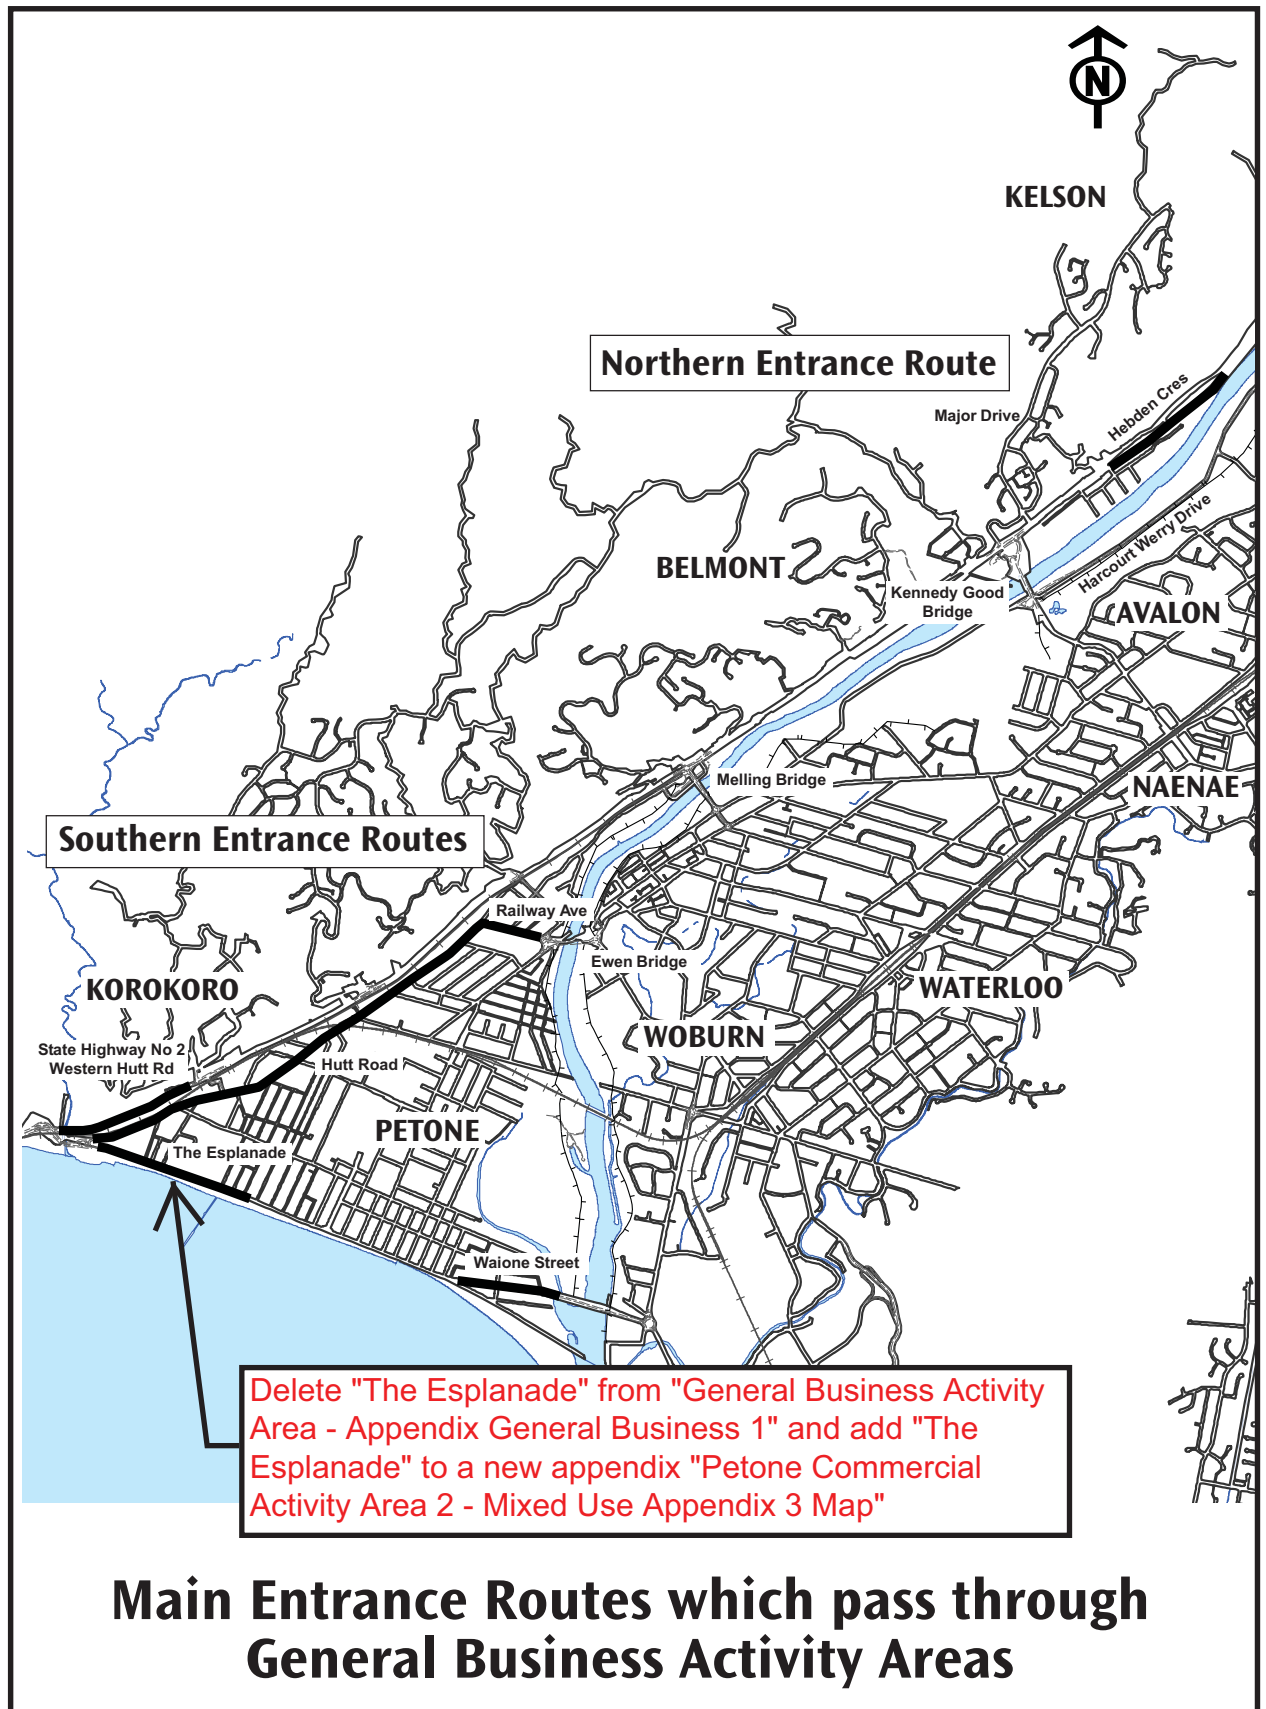 N
KELSON
Northern Entrance Route
Major Drive
Hebden Cres
Harcourt Werry Drive
BELMONT
Kennedy Good
Bridge
AVALON
Melling Bridge
NAENAE
Southern Entrance Routes
Railway Ave
Ewen Bridge
KOROKORO
WATERLOO
WOBURN
State Highway No 2
Western Hutt Rd
Hutt Road
PETONE
The Esplanade
Waione Street
Delete "The Esplanade" from "General Business Activity
Area - Appendix General Business 1" and add "The
Esplanade" to a new appendix "Petone Commercial
Activity Area 2 - Mixed Use Appendix 3 Map"
Main Entrance Routes which pass through
General Business Activity Areas